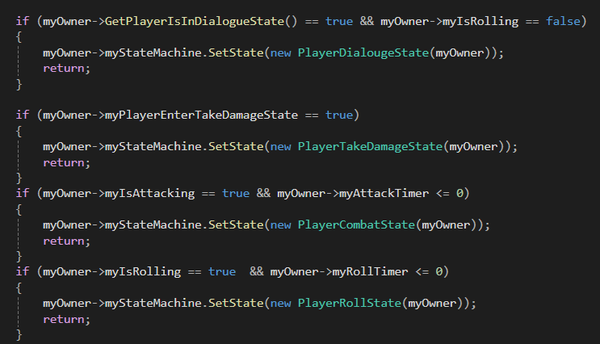 if (myOwner->GetPlayerIsInDialogueState() == true && myOwner->myIsRolling == false)
{
myOwner->myStateMachine.SetState(new PlayerDialougeState(myOwner));
return;
}
if (myOwner->myPlayerEnterTakeDamageState == true)
{
myOwner->myStateMachine.SetState(new PlayerTakeDamageState(myOwner));
return;
}
if (myOwner->myIsAttacking == true && myOwner->myAttackTimer <= 0)
{
myOwner->myStateMachine.SetState(new PlayerCombatState(myOwner));
return;
}
if (myOwner->myIsRolling == true  && myOwner->myRollTimer <= 0)
{
myOwner->myStateMachine.SetState(new PlayerRollState(myOwner));
return;
}